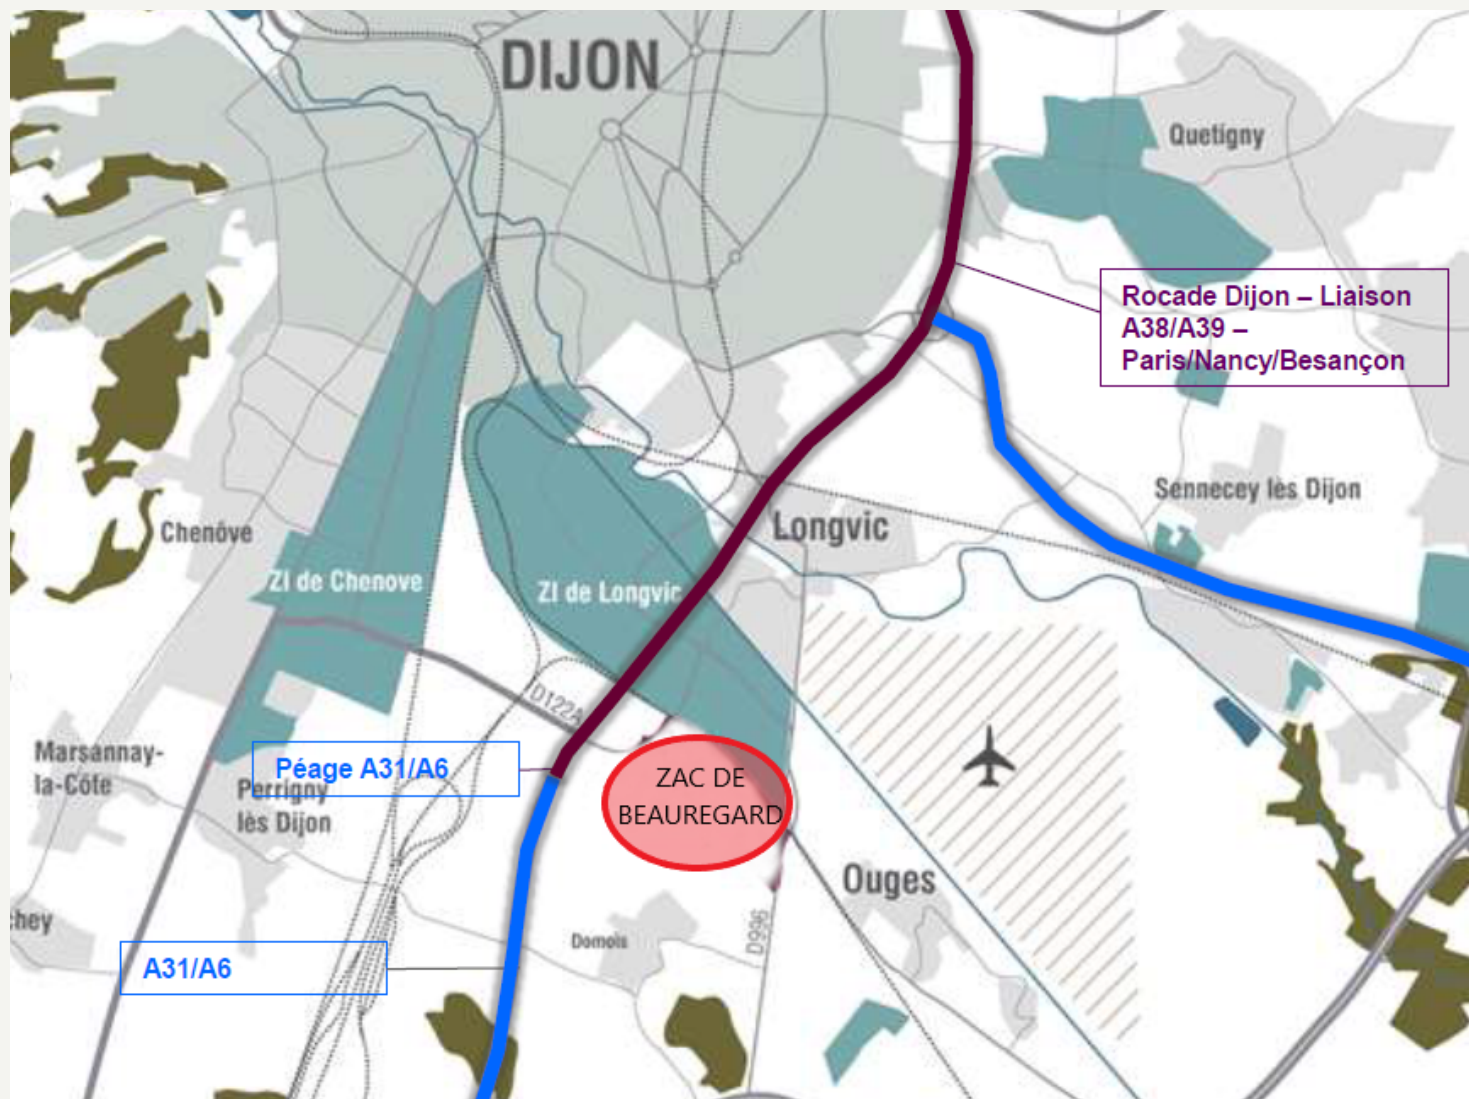 DIJON
Quetigny
Rocade Dijon – Liaison
A38/A39 –
Paris/Nancy/Besançon
Sennecey lès Dijon
Longvic
Chenôve
ZI de Chenove
ZI de Longvic
D122A
Marsannay-
la-Côte
Péage A31/A6
Perrigny
lès Dijon
ZAC DE
BEAUREGARD
Ouges
chey
Domois
D996
A31/A6